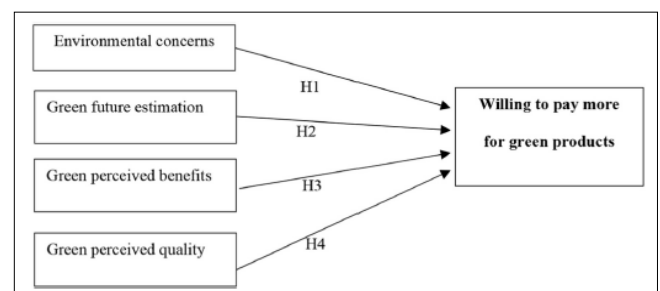 Environmental concerns
H1
Green future estimation
H2
Green perceived benefits
H3
Green perceived quality
H4
Willing to pay more
for green products